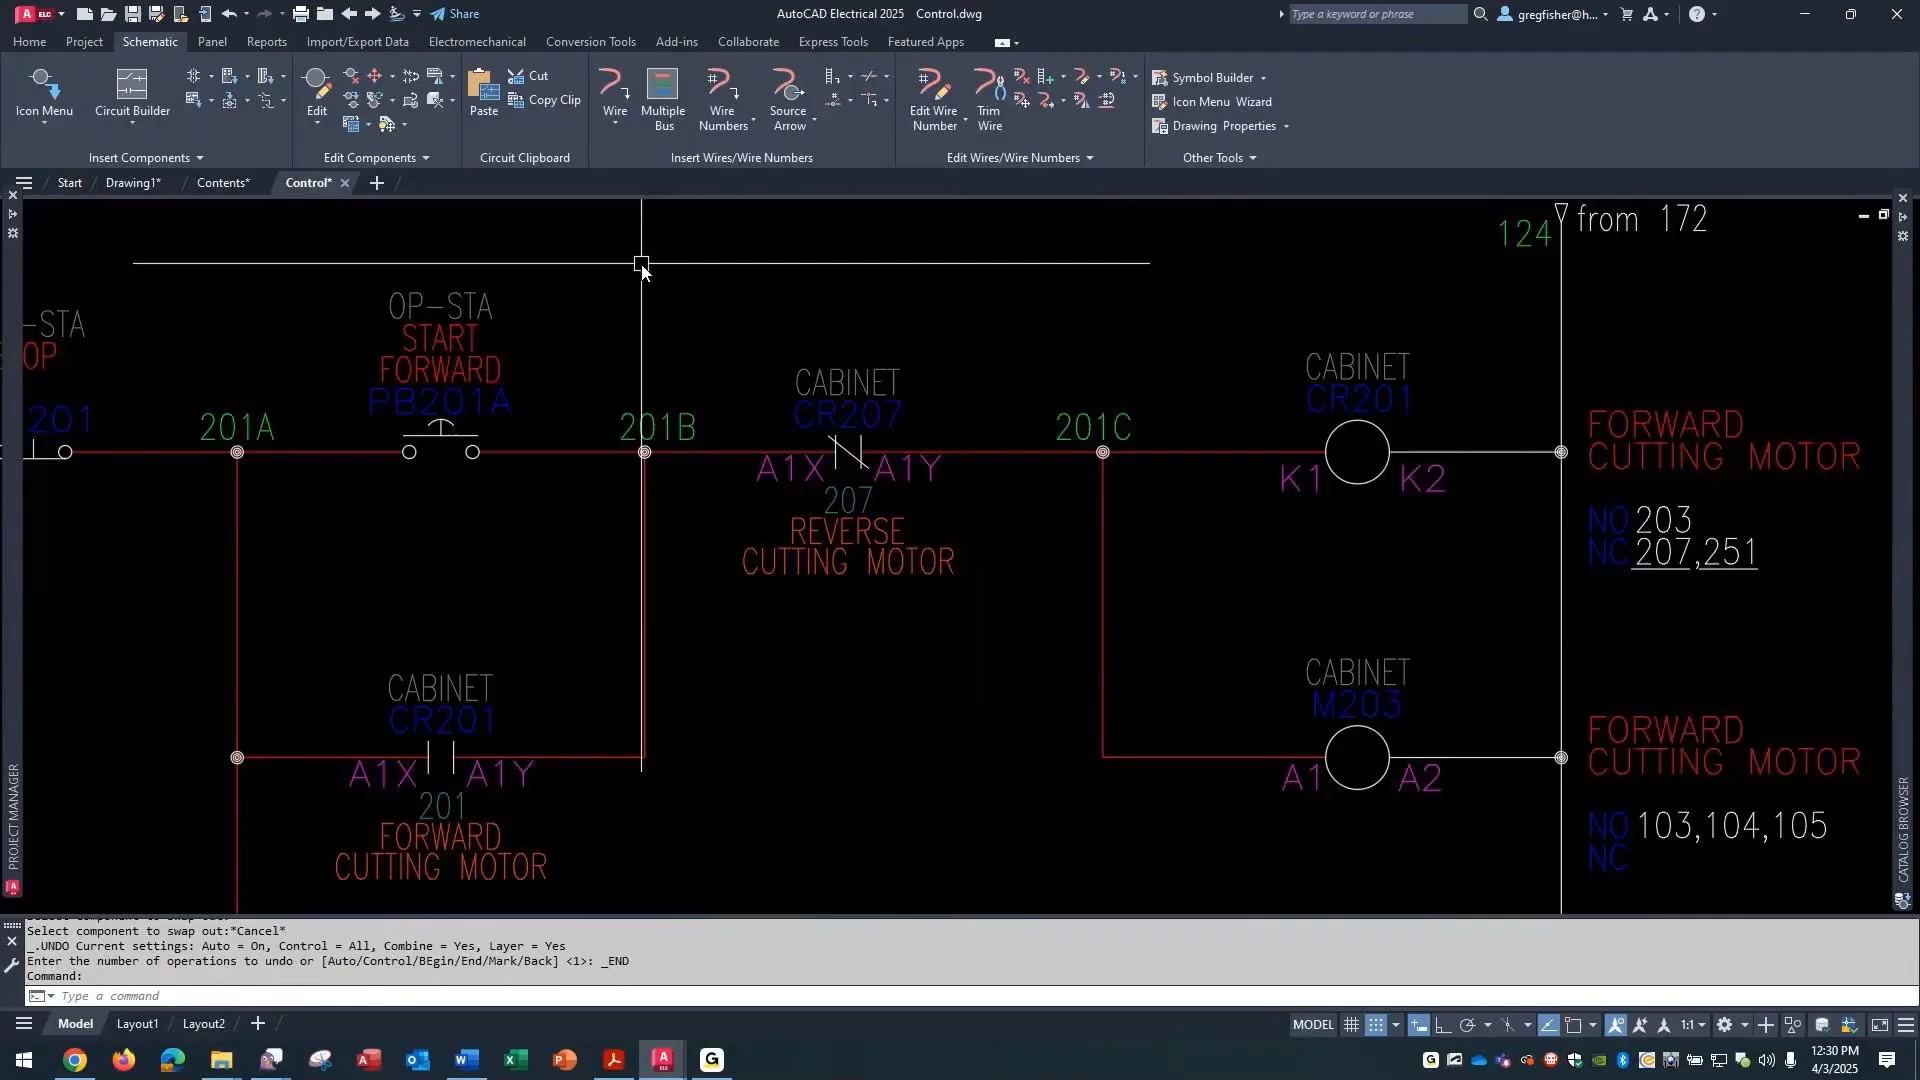 ELC
Share
AutoCAD Electrical 2025 Control.dwg
Type a keyword or phrase
gregfisher@h...
Home Project Schematic Panel Reports Import/Export Data Electromechanical Conversion Tools Add-ins Collaborate Express Tools Featured Apps
Icon Menu
Circuit Builder
Insert Components
Edit
Edit Components
Paste
Cut
Copy Clip
Circuit Clipboard
Wire
Multiple
Bus
Wire
Numbers
Source
Arrow
Insert Wires/Wire Numbers
Edit Wire
Number
Trim
Wire
Edit Wires/Wire Numbers
Symbol Builder
Icon Menu Wizard
Drawing Properties
Other Tools
Start Drawing1* Contents* Control*
124 from 172
-STA
OP
201
201A
OP-STA
START
FORWARD
PB201A
201B
CABINET
CR207
A1X A1Y
207
REVERSE
CUTTING MOTOR
201C
CABINET
CR201
K1 K2
FORWARD
CUTTING MOTOR
NO 203
NC 207,251
CABINET
CR201
A1X A1Y
201
FORWARD
CUTTING MOTOR
CABINET
M203
A1 A2
FORWARD
CUTTING MOTOR
NO 103,104,105
NC
PROJECT MANAGER
CATALOG BROWSER
Select component to swap out:*Cancel*
_.UNDO Current settings: Auto = On, Control = All, Combine = Yes, Layer = Yes
Enter the number of operations to undo or [Auto/Control/BEgin/End/Mark/Back] <1>: _END
Command:
Type a command
Model Layout1 Layout2
MODEL 1:1
12:30 PM
4/3/2025